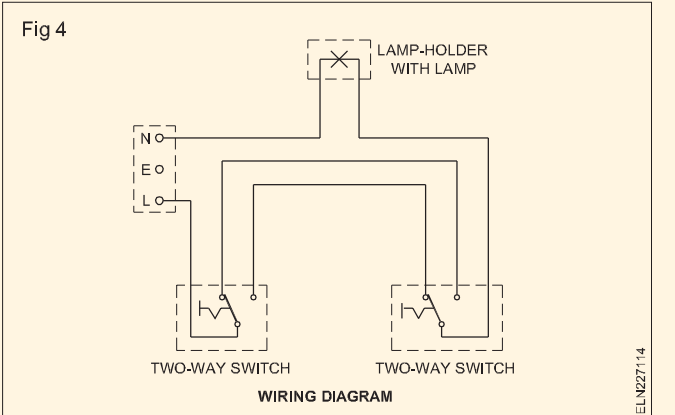 Fig 4
LAMP-HOLDER
WITH LAMP
N
E
L
TWO-WAY SWITCH
TWO-WAY SWITCH
WIRING DIAGRAM
ELN227114